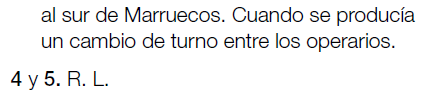 al sur de Marruecos. Cuando se producía
un cambio de turno entre los operarios.
4 y 5. R. L.